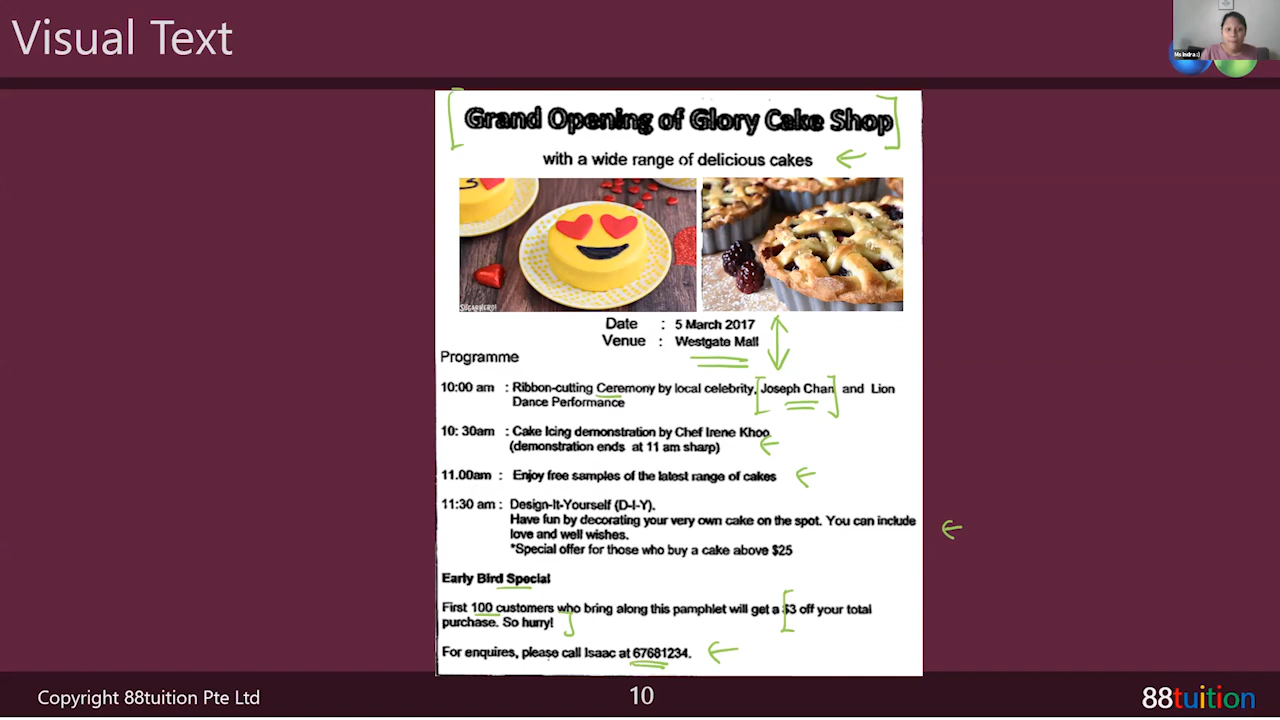 Visual Text
Ms Indra :)
Grand Opening of Glory Cake Shop
with a wide range of delicious cakes
SUGARHERO!
Date : 5 March 2017
Venue : Westgate Mall
Programme
10:00 am : Ribbon-cutting Ceremony by local celebrity, Joseph Chan and Lion
Dance Performance
10: 30am : Cake Icing demonstration by Chef Irene Khoo
(demonstration ends at 11 am sharp)
11.00am : Enjoy free samples of the latest range of cakes
11:30 am : Design-It-Yourself (D-I-Y).
Have fun by decorating your very own cake on the spot. You can include
love and well wishes.
*Special offer for those who buy a cake above $25
Early Bird Special
First 100 customers who bring along this pamphlet will get a $3 off your total
purchase. So hurry!
For enquires, please call Isaac at 67681234.
Copyright 88tuition Pte Ltd
10
88tuition